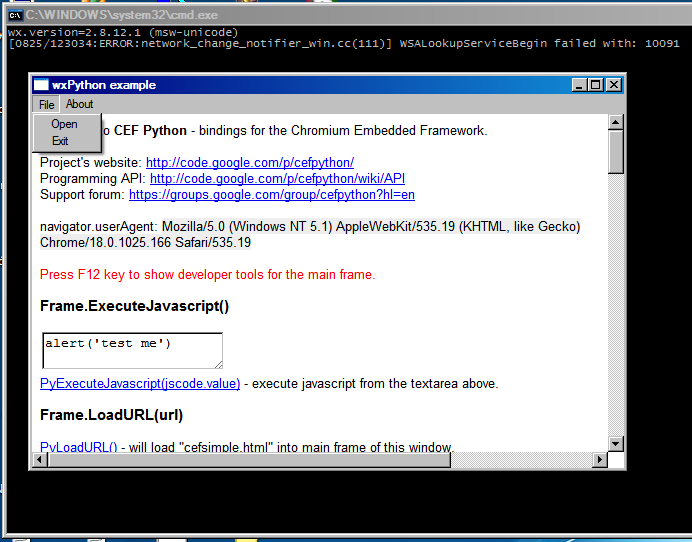 C:\WINDOWS\system32\cmd.exe
wx.version=2.8.12.1 (msw-unicode)
[0825/123034:ERROR:network_change_notifier_win.cc(111)] WSALookupServiceBegin failed with: 10091
wxPython example
File About
Open
Exit
o CEF Python - bindings for the Chromium Embedded Framework.
Project's website: http://code.google.com/p/cefpython/
Programming API: http://code.google.com/p/cefpython/wiki/API
Support forum: https://groups.google.com/group/cefpython?hl=en
navigator.userAgent: Mozilla/5.0 (Windows NT 5.1) AppleWebKit/535.19 (KHTML, like Gecko)
Chrome/18.0.1025.166 Safari/535.19
Press F12 key to show developer tools for the main frame.
Frame.ExecuteJavascript()
alert('test me')
PyExecuteJavascript(jscode.value) - execute javascript from the textarea above.
Frame.LoadURL(url)
PyLoadURL() - will load "cefsimple.html" into main frame of this window.